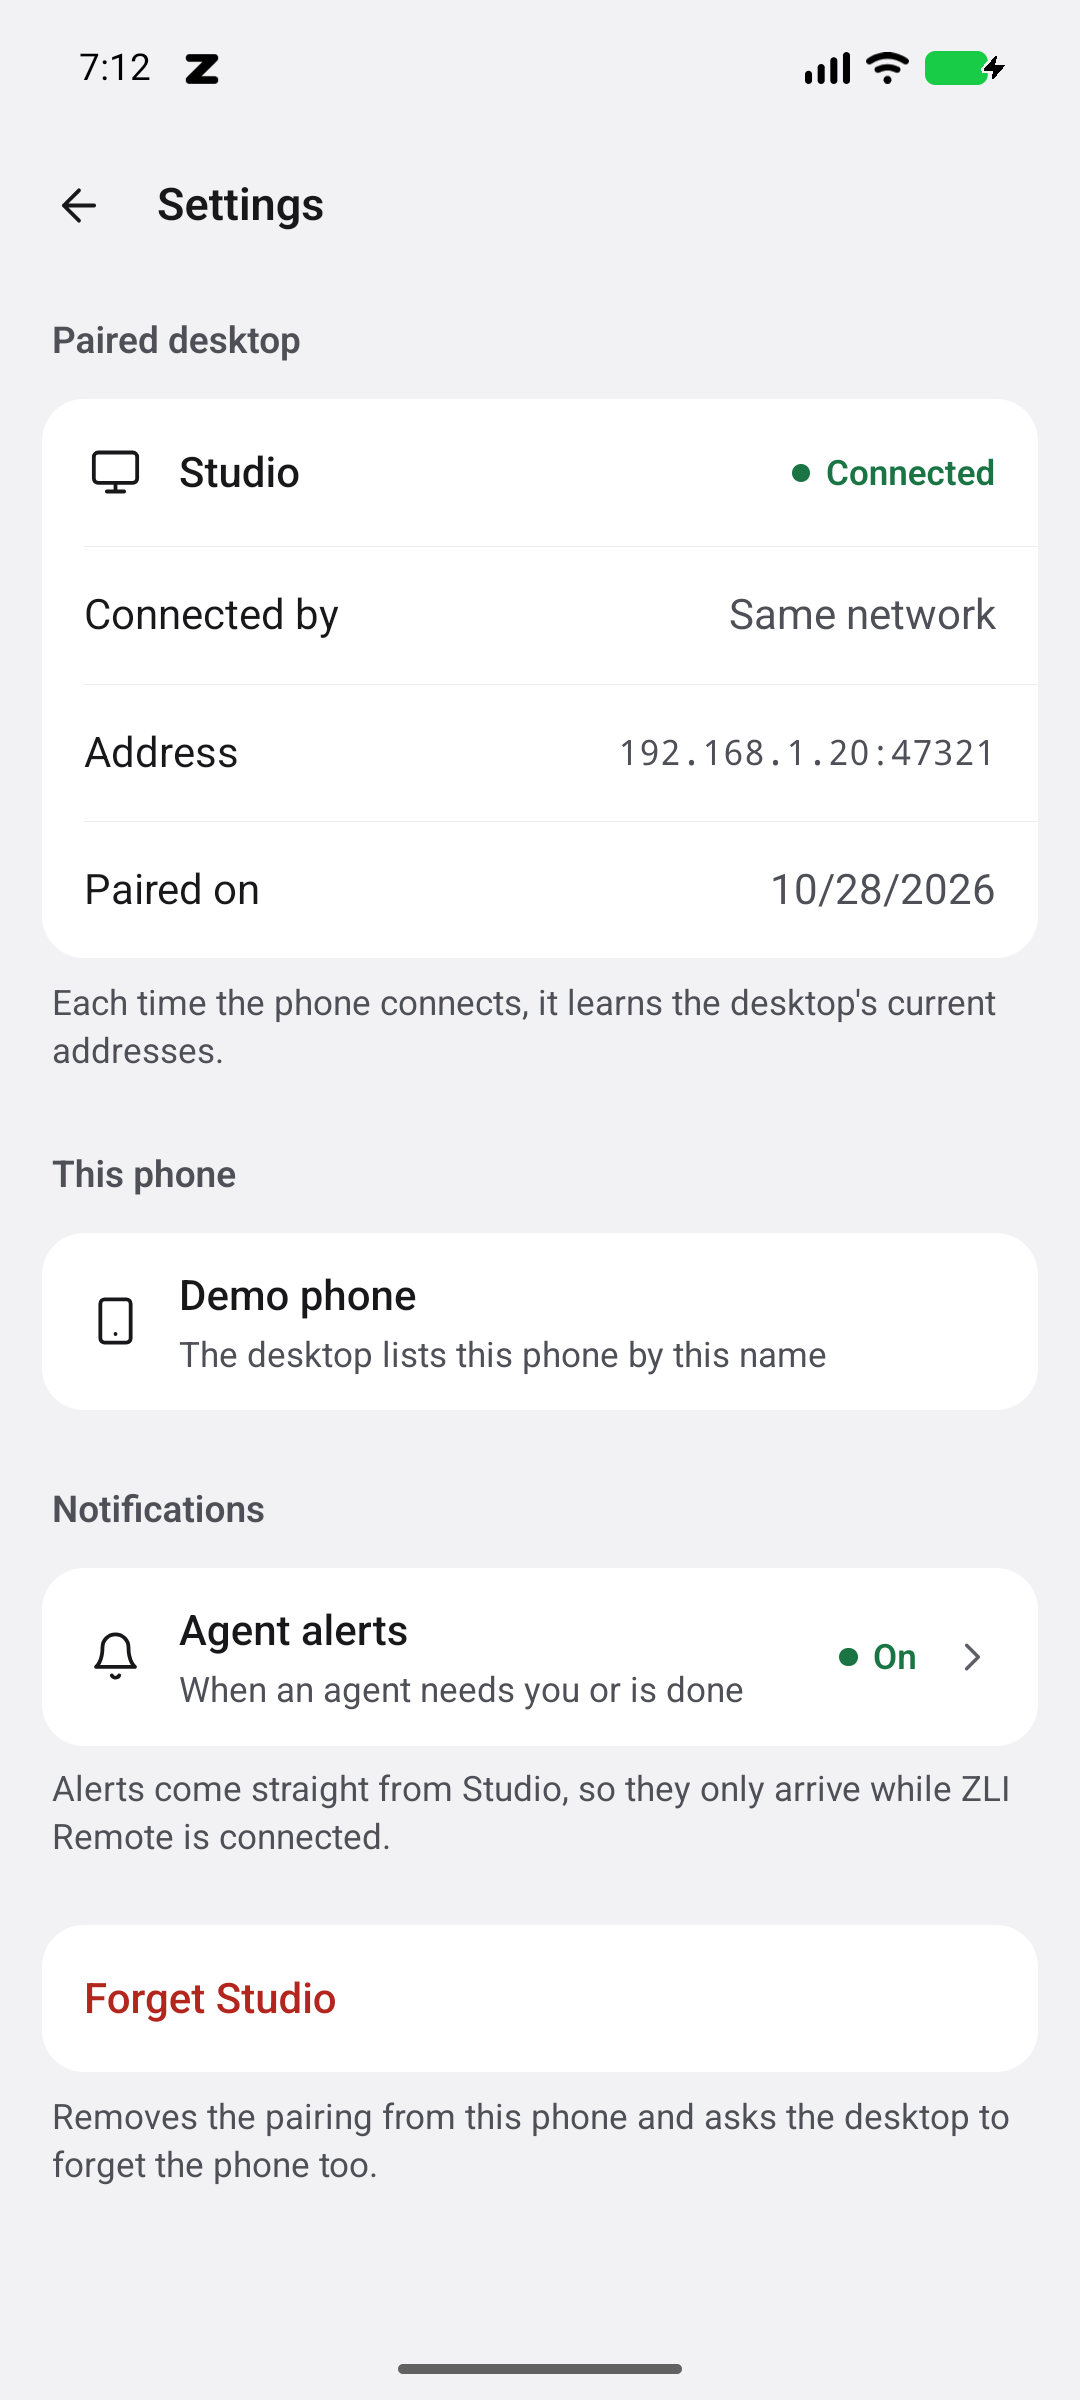 7:12
Settings
Paired desktop
Studio
Connected
Connected by
Same network
Address
192.168.1.20:47321
Paired on
10/28/2026
Each time the phone connects, it learns the desktop's current
addresses.
This phone
Demo phone
The desktop lists this phone by this name
Notifications
Agent alerts
When an agent needs you or is done
On
Alerts come straight from Studio, so they only arrive while ZLI
Remote is connected.
Forget Studio
Removes the pairing from this phone and asks the desktop to
forget the phone too.